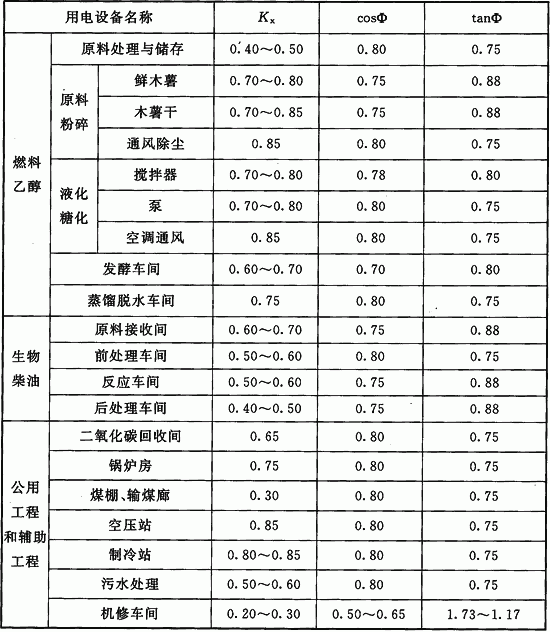 用电设备名称 Kx cosΦ tanΦ
燃料乙醇 原料处理与储存 0.40～0.50 0.80 0.75
原料粉碎 鲜木薯 0.70～0.80 0.75 0.88
木薯干 0.70～0.85 0.75 0.88
通风除尘 0.85 0.80 0.75
液化糖化 搅拌器 0.70～0.80 0.78 0.80
泵 0.70～0.80 0.80 0.75
空调通风 0.85 0.80 0.75
发酵车间 0.60～0.70 0.70 0.80
蒸馏脱水车间 0.75 0.80 0.75
生物柴油 原料接收间 0.60～0.70 0.75 0.88
前处理车间 0.50～0.60 0.80 0.75
反应车间 0.50～0.60 0.75 0.88
后处理车间 0.40～0.50 0.75 0.88
公用工程和辅助工程 二氧化碳回收间 0.65 0.80 0.75
锅炉房 0.75 0.80 0.75
煤棚、输煤廊 0.30 0.80 0.75
空压站 0.85 0.80 0.75
制冷站 0.80～0.85 0.80 0.75
污水处理 0.50～0.60 0.80 0.75
机修车间 0.20～0.30 0.50～0.65 1.73～1.17